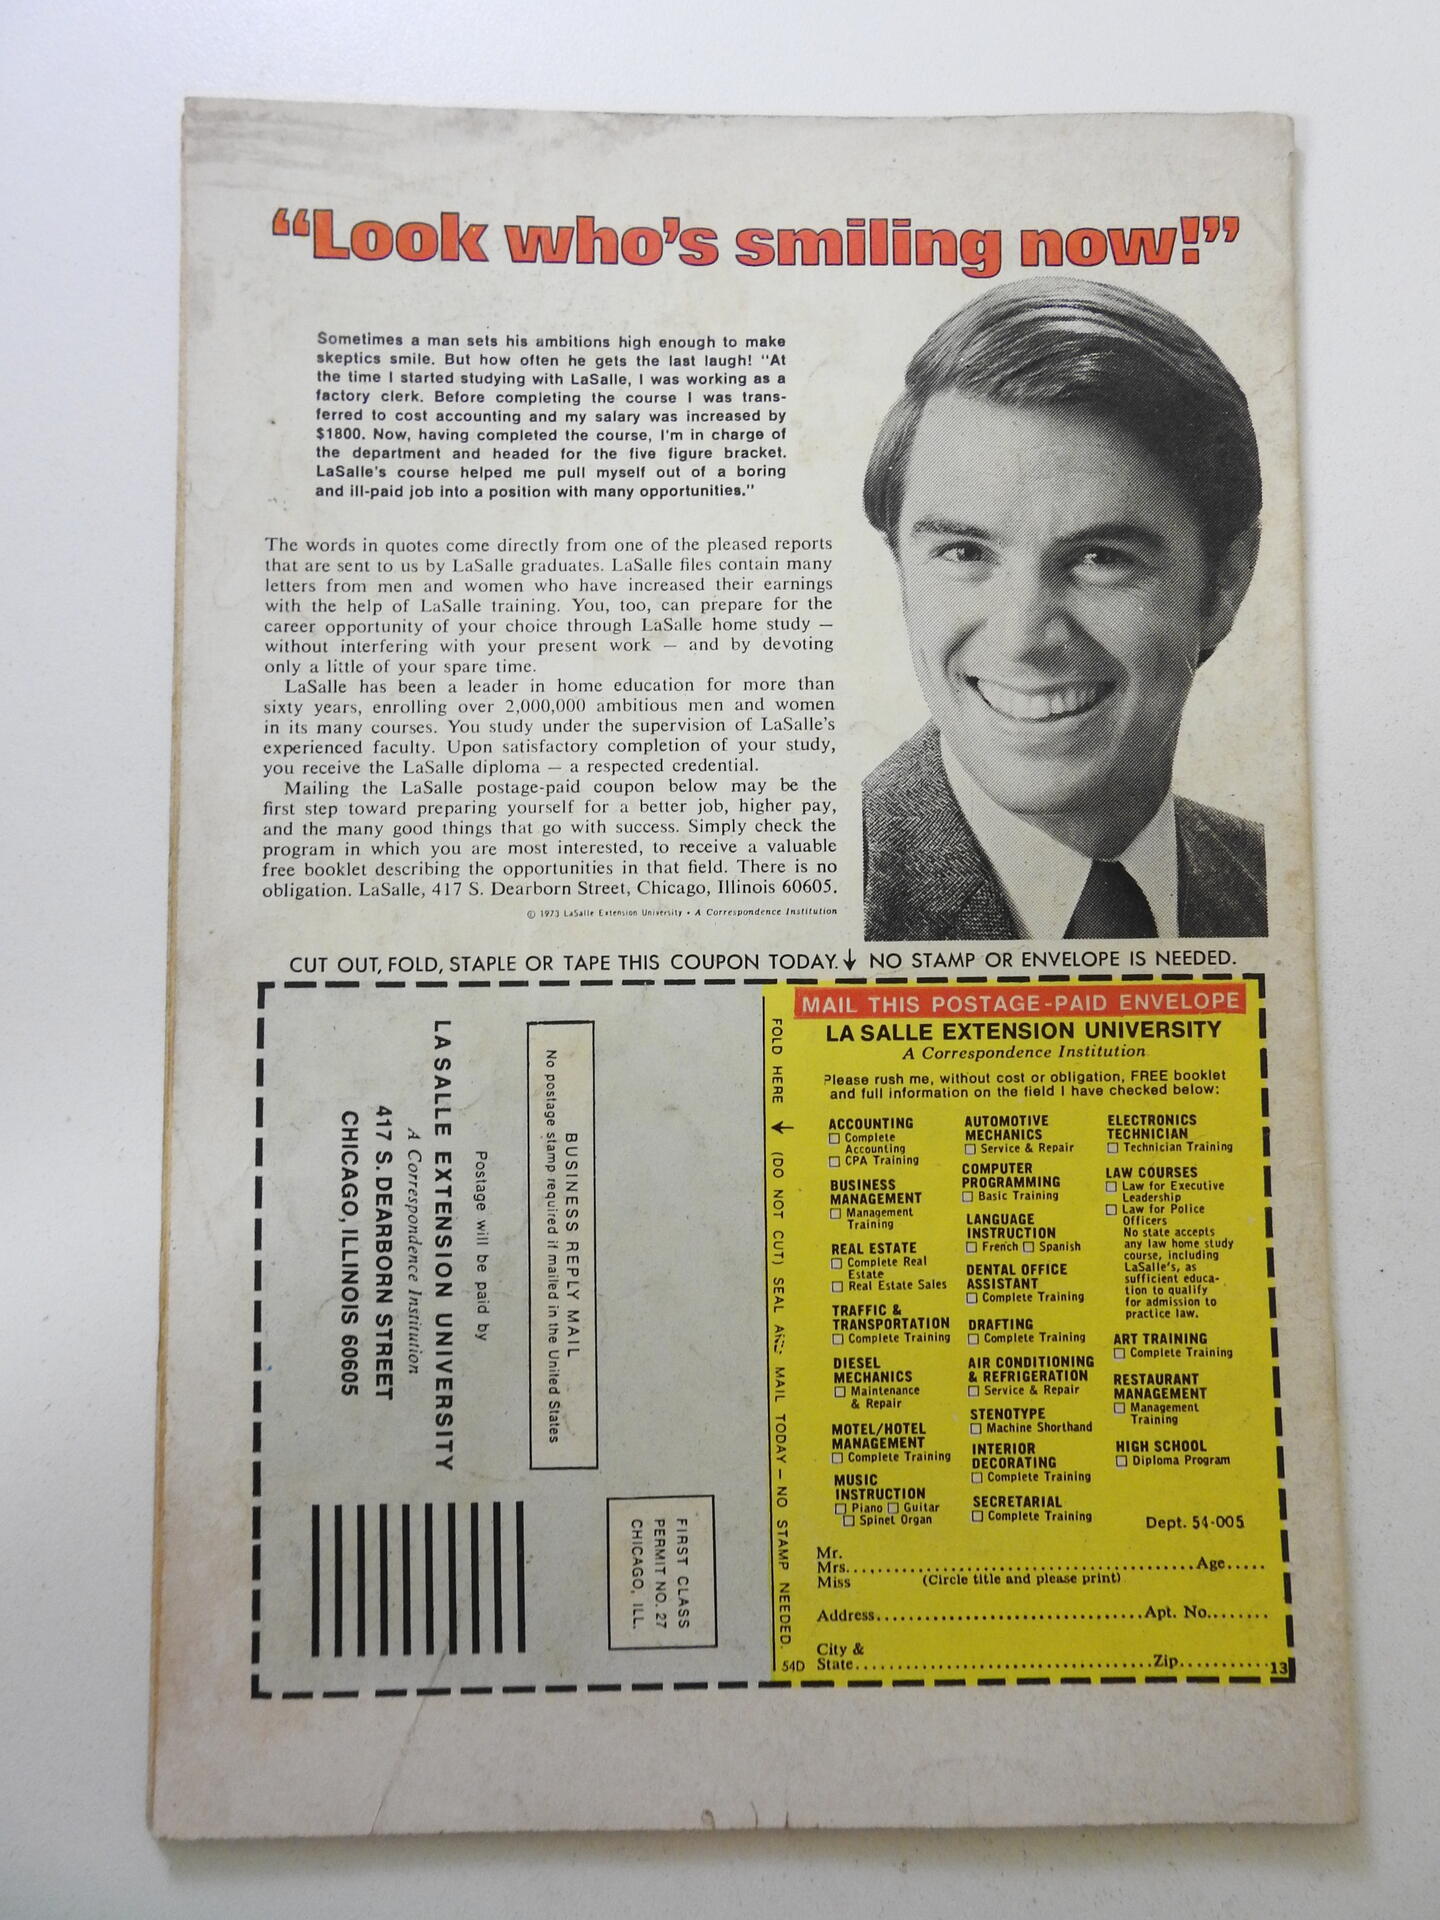 “Look who’s smiling now!”
Sometimes a man sets his ambitions high enough to make
skeptics smile. But how often he gets the last laugh! "At
the time I started studying with LaSalle, I was working as a
factory clerk. Before completing the course I was trans-
ferred to cost accounting and my salary was increased by
$1800. Now, having completed the course, I'm in charge of
the department and headed for the five figure bracket.
LaSalle's course helped me pull myself out of a boring
and ill-paid job into a position with many opportunities."
The words in quotes come directly from one of the pleased reports
that are sent to us by LaSalle graduates. LaSalle files contain many
letters from men and women who have increased their earnings
with the help of LaSalle training. You, too, can prepare for the
career opportunity of your choice through LaSalle home study —
without interfering with your present work — and by devoting
only a little of your spare time.
LaSalle has been a leader in home education for more than
sixty years, enrolling over 2,000,000 ambitious men and women
in its many courses. You study under the supervision of LaSalle's
experienced faculty. Upon satisfactory completion of your study,
you receive the LaSalle diploma — a respected credential.
Mailing the LaSalle postage-paid coupon below may be the
first step toward preparing yourself for a better job, higher pay,
and the many good things that go with success. Simply check the
program in which you are most interested, to receive a valuable
free booklet describing the opportunities in that field. There is no
obligation. LaSalle, 417 S. Dearborn Street, Chicago, Illinois 60605.
© 1973 LaSalle Extension University • A Correspondence Institution
CUT OUT, FOLD, STAPLE OR TAPE THIS COUPON TODAY. ↓ NO STAMP OR ENVELOPE IS NEEDED.
FIRST CLASS
PERMIT NO. 27
CHICAGO, ILL.
BUSINESS REPLY MAIL
No postage stamp required if mailed in the United States
Postage will be paid by
LA SALLE EXTENSION UNIVERSITY
A Correspondence Institution
417 S. DEARBORN STREET
CHICAGO, ILLINOIS 60605
FOLD HERE ↓ (DO NOT CUT) SEAL AND MAIL TODAY — NO STAMP NEEDED.
MAIL THIS POSTAGE-PAID ENVELOPE
LA SALLE EXTENSION UNIVERSITY
A Correspondence Institution
Please rush me, without cost or obligation, FREE booklet
and full information on the field I have checked below:
ACCOUNTING
☐ Complete
Accounting
☐ CPA Training
BUSINESS
MANAGEMENT
☐ Management
Training
REAL ESTATE
☐ Complete Real
Estate
☐ Real Estate Sales
TRAFFIC &
TRANSPORTATION
☐ Complete Training
DIESEL
MECHANICS
☐ Maintenance
& Repair
MOTEL/HOTEL
MANAGEMENT
☐ Complete Training
MUSIC
INSTRUCTION
☐ Piano ☐ Guitar
☐ Spinet Organ
AUTOMOTIVE
MECHANICS
☐ Service & Repair
COMPUTER
PROGRAMMING
☐ Basic Training
LANGUAGE
INSTRUCTION
☐ French ☐ Spanish
DENTAL OFFICE
ASSISTANT
☐ Complete Training
DRAFTING
☐ Complete Training
AIR CONDITIONING
& REFRIGERATION
☐ Service & Repair
STENOTYPE
☐ Machine Shorthand
INTERIOR
DECORATING
☐ Complete Training
SECRETARIAL
☐ Complete Training
ELECTRONICS
TECHNICIAN
☐ Technician Training
LAW COURSES
☐ Law for Executive
Leadership
☐ Law for Police
Officers
No state accepts
any law home study
course, including
LaSalle's, as
sufficient educa-
tion to qualify
for admission to
practice law.
ART TRAINING
☐ Complete Training
RESTAURANT
MANAGEMENT
☐ Management
Training
HIGH SCHOOL
☐ Diploma Program
Dept. 54-005
Mr.
Mrs. Age
Miss (Circle title and please print)
Address Apt. No.
City &
State Zip
54D
13